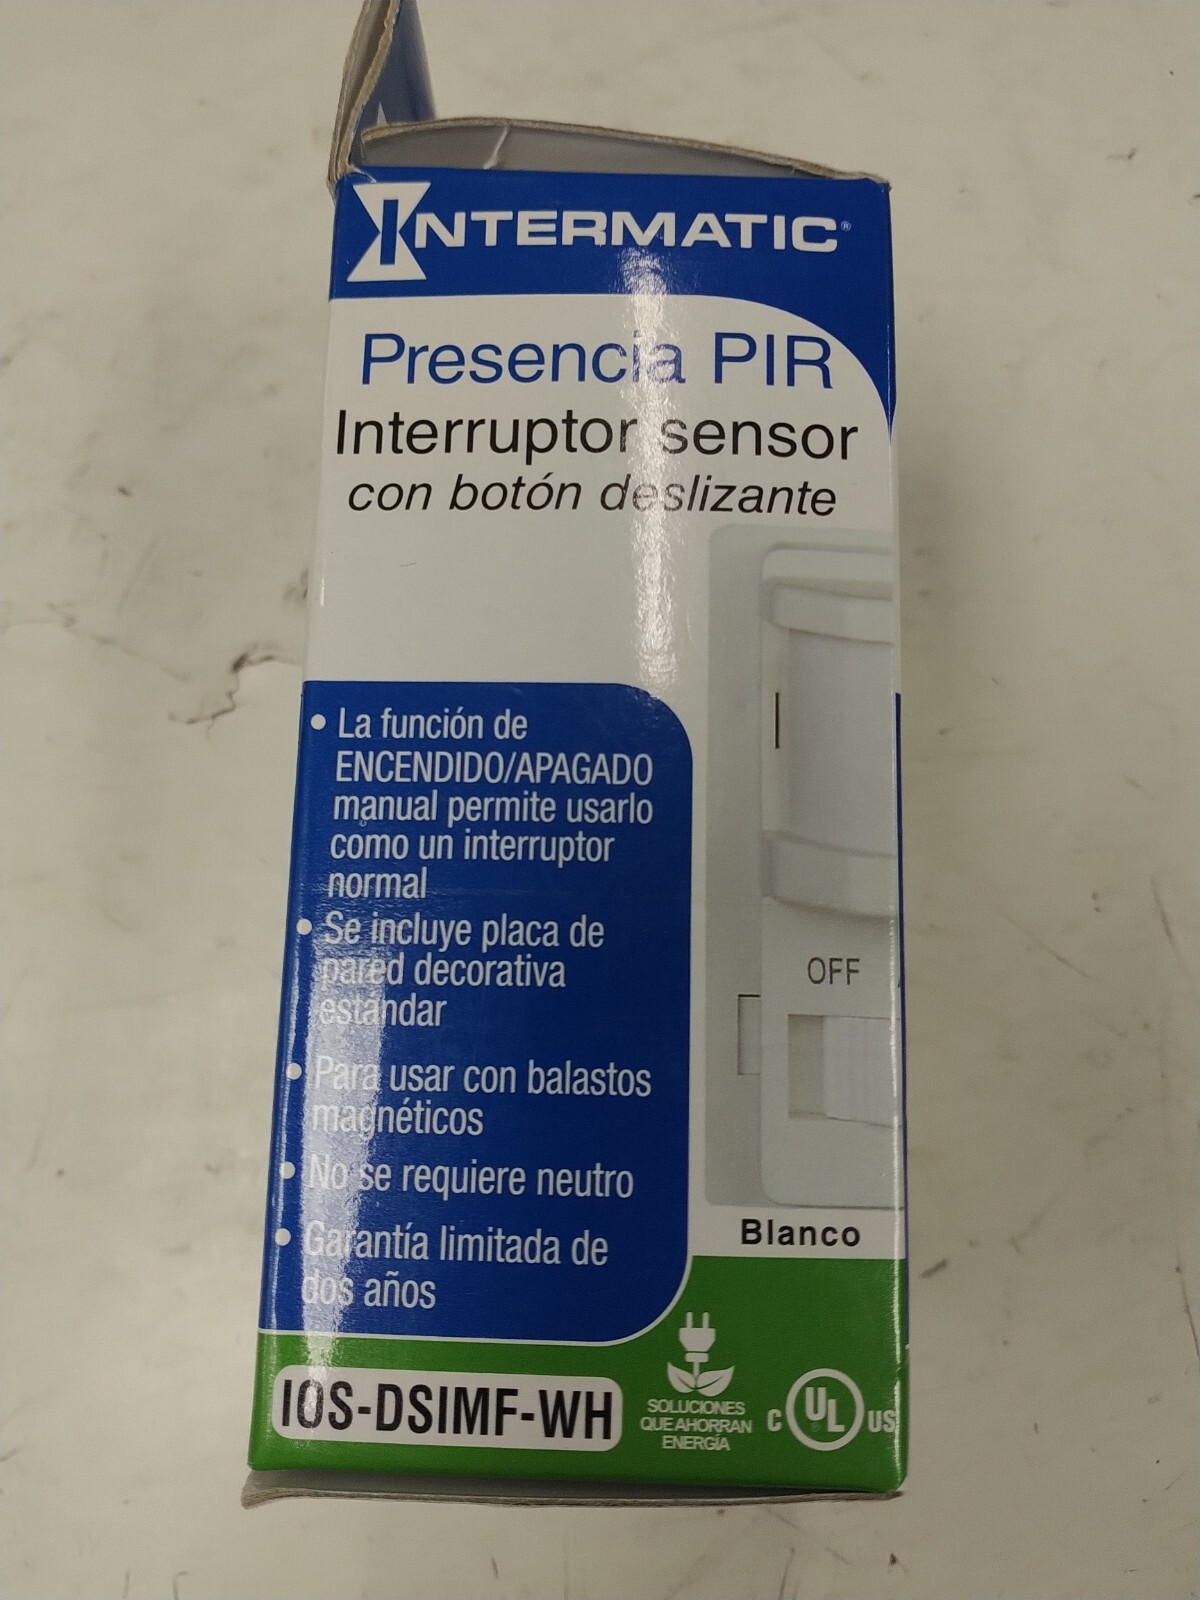 INTERMATIC®
Presencia PIR
Interruptor sensor
con botón deslizante
• La función de
ENCENDIDO/APAGADO
manual permite usarlo
como un interruptor
normal
• Se incluye placa de
pared decorativa
estándar
• Para usar con balastos
magnéticos
• No se requiere neutro
• Garantía limitada de
dos años
OFF
Blanco
IOS-DSIMF-WH
SOLUCIONES
QUE AHORRAN
ENERGÍA
C UL US